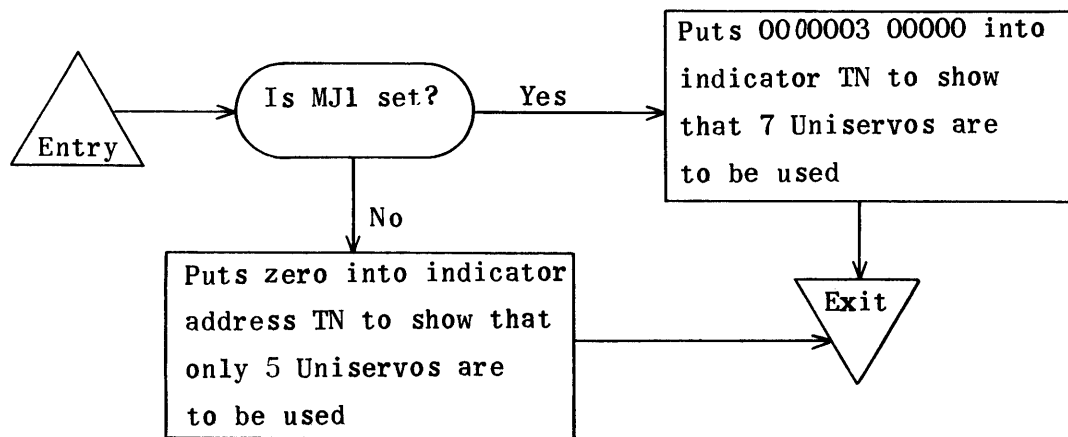 Entry
Is MJ1 set?
Yes
Puts 0000003 00000 into
indicator TN to show
that 7 Uniservos are
to be used
No
Puts zero into indicator
address TN to show that
only 5 Uniservos are
to be used
Exit